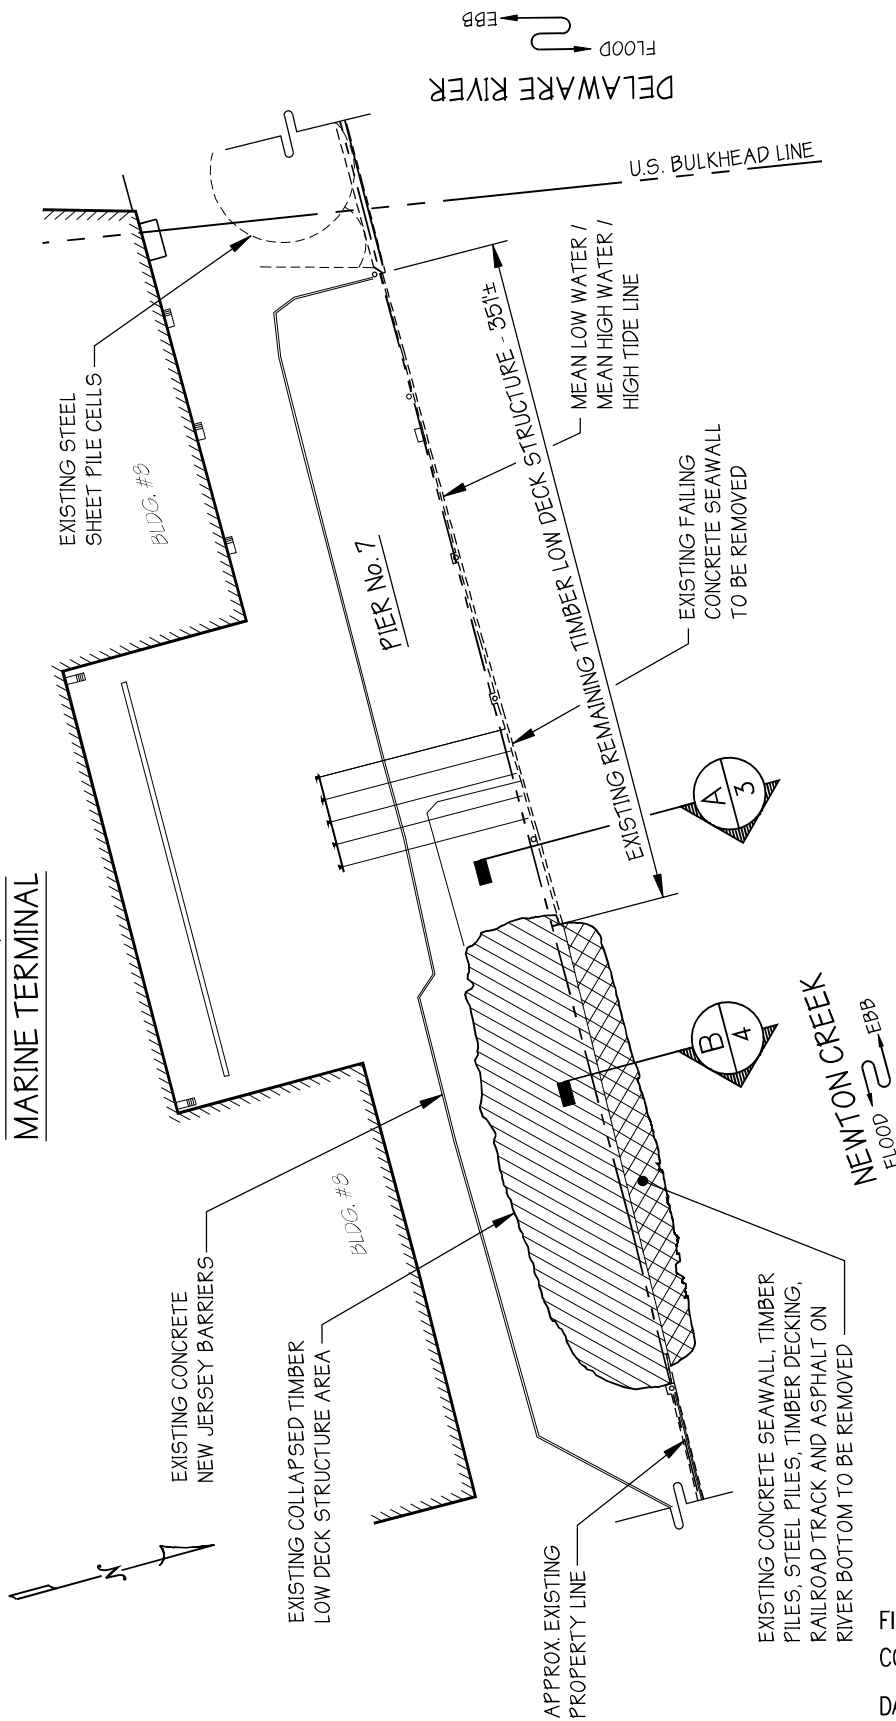 MARINE TERMINAL
EBB
FLOOD
DELAWARE RIVER
U.S. BULKHEAD LINE
EXISTING STEEL
SHEET PILE CELLS
BLDG. #8
PIER No. 7
MEAN LOW WATER /
MEAN HIGH WATER /
HIGH TIDE LINE
EXISTING REMAINING TIMBER LOW DECK STRUCTURE - 351'±
EXISTING FAILING
CONCRETE SEAWALL
TO BE REMOVED
A
3
B
4
NEWTON CREEK
FLOOD
EBB
EXISTING CONCRETE
NEW JERSEY BARRIERS
BLDG. #8
EXISTING COLLAPSED TIMBER
LOW DECK STRUCTURE AREA
N
APPROX. EXISTING
PROPERTY LINE
EXISTING CONCRETE SEAWALL, TIMBER
PILES, STEEL PILES, TIMBER DECKING,
RAILROAD TRACK AND ASPHALT ON
RIVER BOTTOM TO BE REMOVED